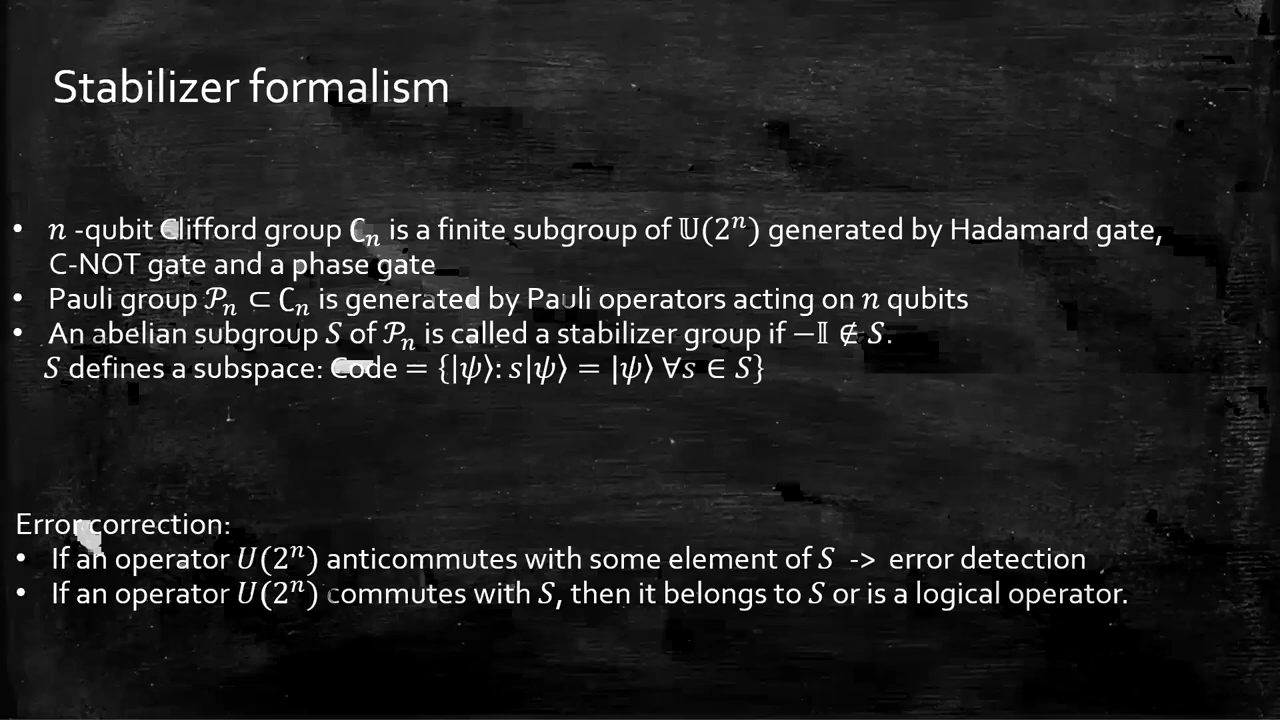 Stabilizer formalism
• n -qubit Clifford group ℂₙ is a finite subgroup of 𝕌(2ⁿ) generated by Hadamard gate,
C-NOT gate and a phase gate
• Pauli group 𝒫ₙ ⊂ ℂₙ is generated by Pauli operators acting on n qubits
• An abelian subgroup S of 𝒫ₙ is called a stabilizer group if −𝕀 ∉ S.
S defines a subspace: Code = {|ψ⟩: s|ψ⟩ = |ψ⟩ ∀s ∈ S}
Error correction:
• If an operator U(2ⁿ) anticommutes with some element of S -> error detection
• If an operator U(2ⁿ) commutes with S, then it belongs to S or is a logical operator.